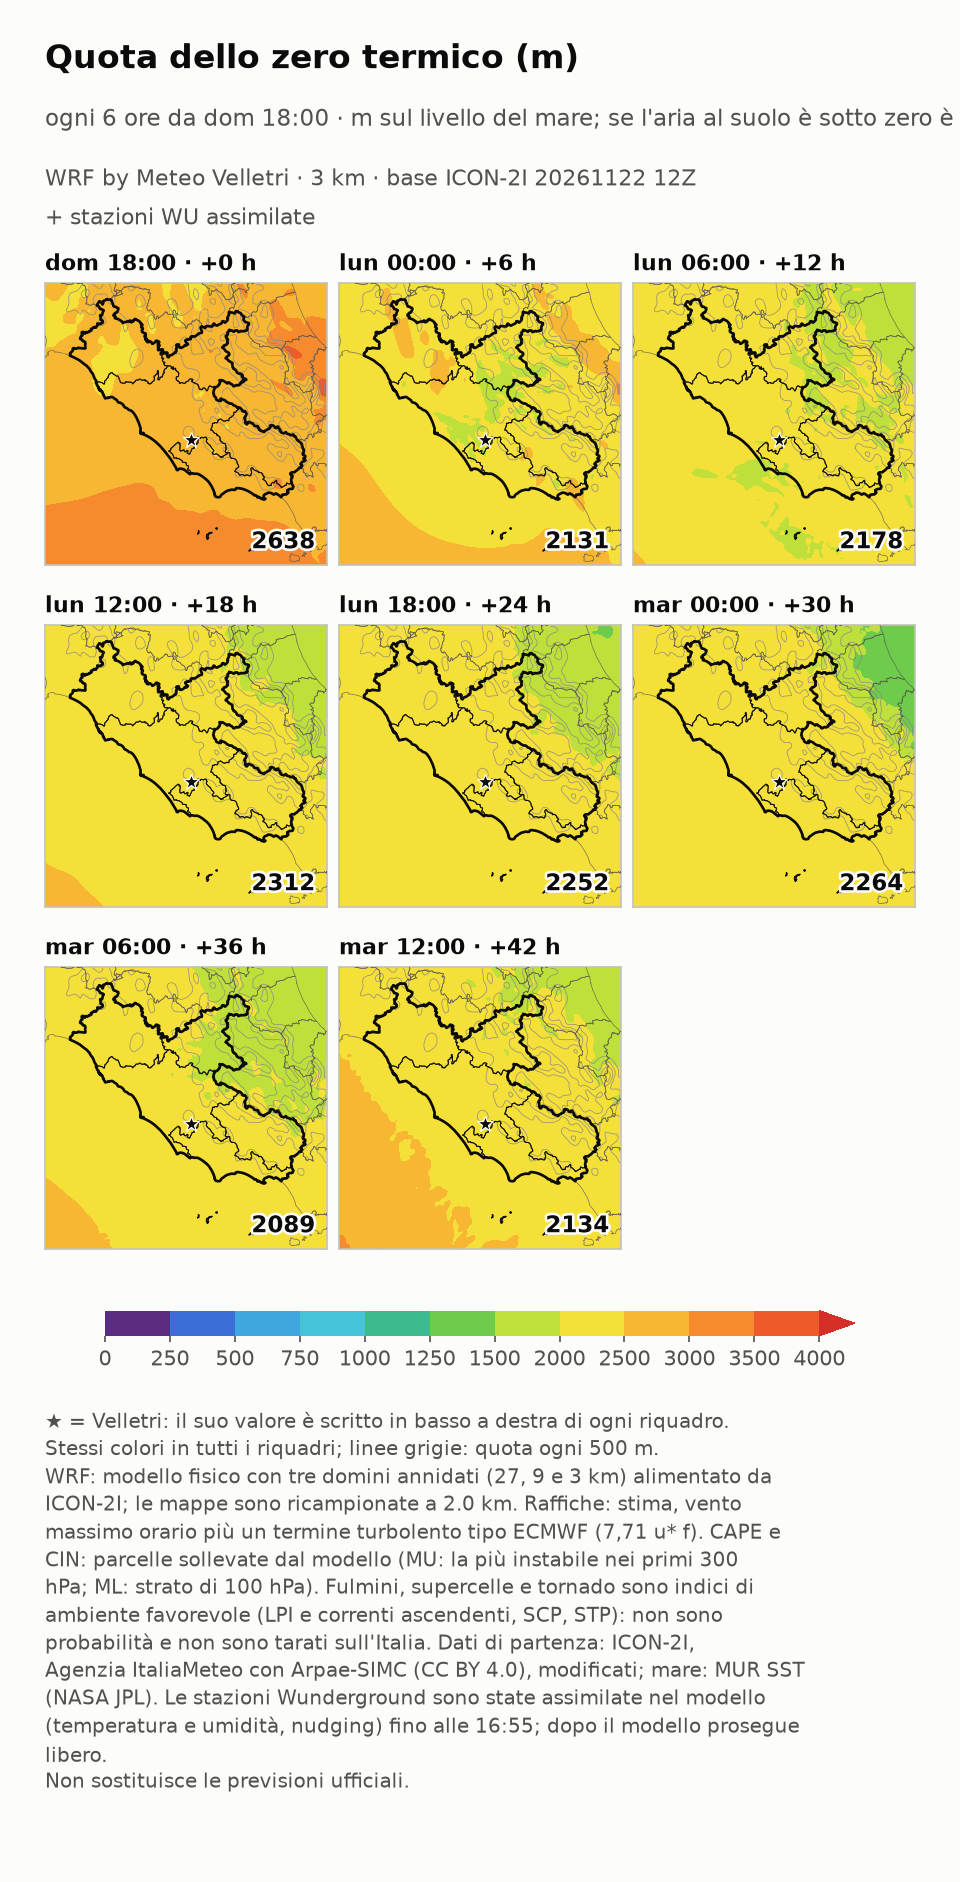 Quota dello zero termico (m)
ogni 6 ore da dom 18:00 · m sul livello del mare; se l'aria al suolo è sotto zero è
WRF by Meteo Velletri · 3 km · base ICON-2I 20261122 12Z
+ stazioni WU assimilate
dom 18:00 · +0 h
lun 00:00 · +6 h
lun 06:00 · +12 h
2638
2131
2178
lun 12:00 · +18 h
lun 18:00 · +24 h
mar 00:00 · +30 h
2312
2252
2264
mar 06:00 · +36 h
mar 12:00 · +42 h
2089
2134
0 250 500 750 1000 1250 1500 2000 2500 3000 3500 4000
★ = Velletri: il suo valore è scritto in basso a destra di ogni riquadro.
Stessi colori in tutti i riquadri; linee grigie: quota ogni 500 m.
WRF: modello fisico con tre domini annidati (27, 9 e 3 km) alimentato da
ICON-2I; le mappe sono ricampionate a 2.0 km. Raffiche: stima, vento
massimo orario più un termine turbolento tipo ECMWF (7,71 u* f). CAPE e
CIN: parcelle sollevate dal modello (MU: la più instabile nei primi 300
hPa; ML: strato di 100 hPa). Fulmini, supercelle e tornado sono indici di
ambiente favorevole (LPI e correnti ascendenti, SCP, STP): non sono
probabilità e non sono tarati sull'Italia. Dati di partenza: ICON-2I,
Agenzia ItaliaMeteo con Arpae-SIMC (CC BY 4.0), modificati; mare: MUR SST
(NASA JPL). Le stazioni Wunderground sono state assimilate nel modello
(temperatura e umidità, nudging) fino alle 16:55; dopo il modello prosegue
libero.
Non sostituisce le previsioni ufficiali.